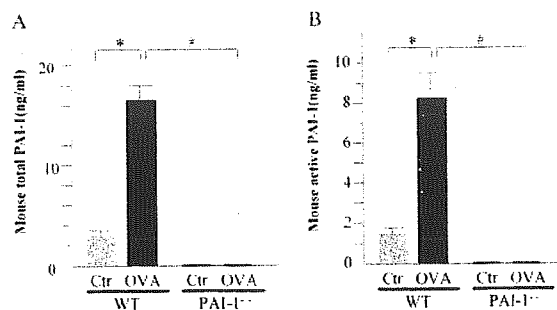 A
Mouse total PAI-1(ng/ml)
20
10
0
* #
Ctr OVA Ctr OVA
WT PAI-1-/-
B
Mouse active PAI-1(ng/ml)
10
8
6
4
2
0
* #
Ctr OVA Ctr OVA
WT PAI-1-/-